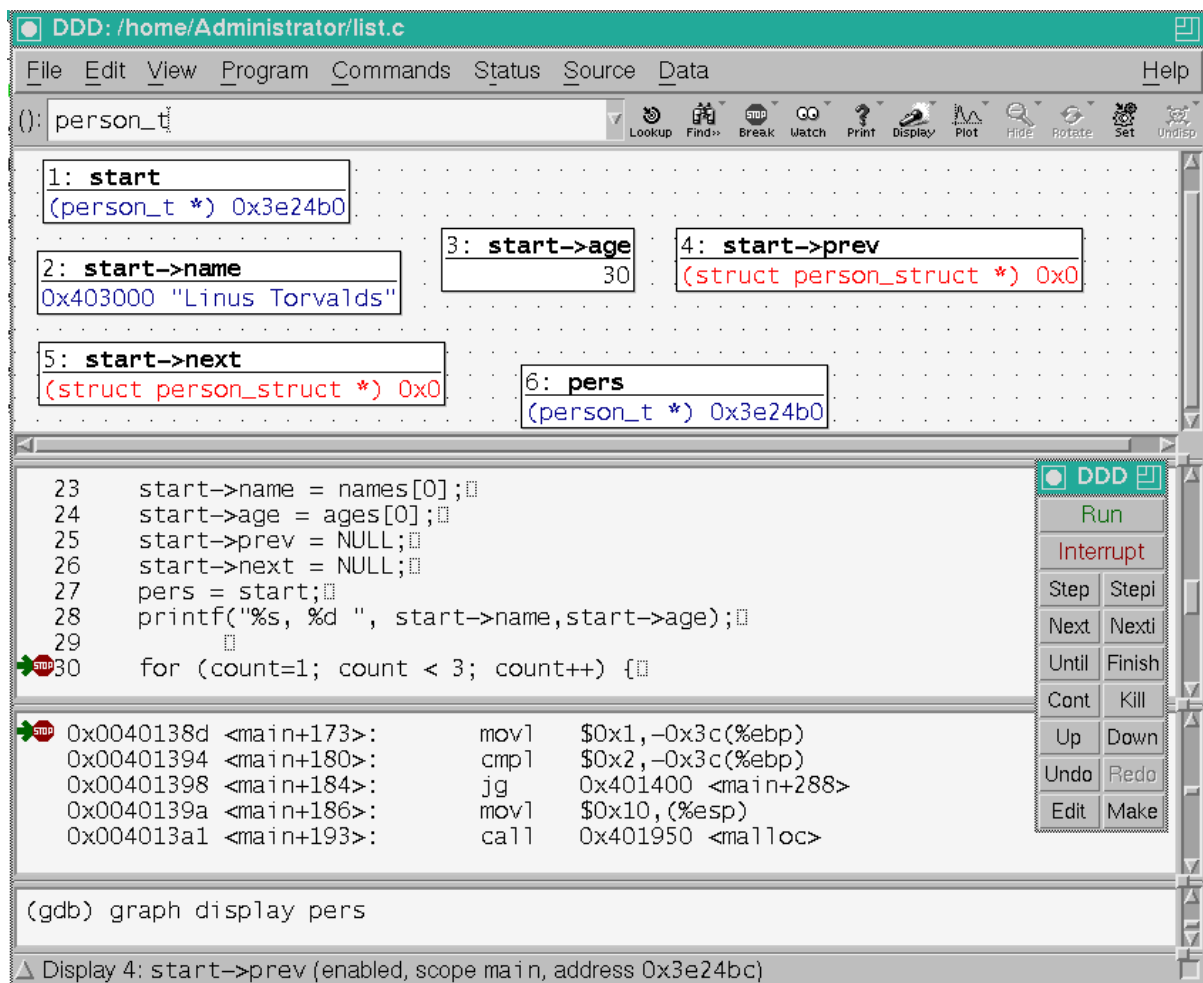 DDD: /home/Administrator/list.c
File Edit View Program Commands Status Source Data Help
(): person_t
Lookup Find» Break Watch Print Display Plot Hide Rotate Set Undisp
1: start
(person_t *) 0x3e24b0
2: start->name
0x403000 "Linus Torvalds"
3: start->age
30
4: start->prev
(struct person_struct *) 0x0
5: start->next
(struct person_struct *) 0x0
6: pers
(person_t *) 0x3e24b0
23 start->name = names[0];
24 start->age = ages[0];
25 start->prev = NULL;
26 start->next = NULL;
27 pers = start;
28 printf("%s, %d ", start->name,start->age);
29
STOP 30 for (count=1; count < 3; count++) {
DDD
Run
Interrupt
Step Stepi
Next Nexti
Until Finish
Cont Kill
Up Down
Undo Redo
Edit Make
STOP 0x0040138d <main+173>: movl $0x1,-0x3c(%ebp)
0x00401394 <main+180>: cmpl $0x2,-0x3c(%ebp)
0x00401398 <main+184>: jg 0x401400 <main+288>
0x0040139a <main+186>: movl $0x10,(%esp)
0x004013a1 <main+193>: call 0x401950 <malloc>
(gdb) graph display pers
Display 4: start->prev (enabled, scope main, address 0x3e24bc)